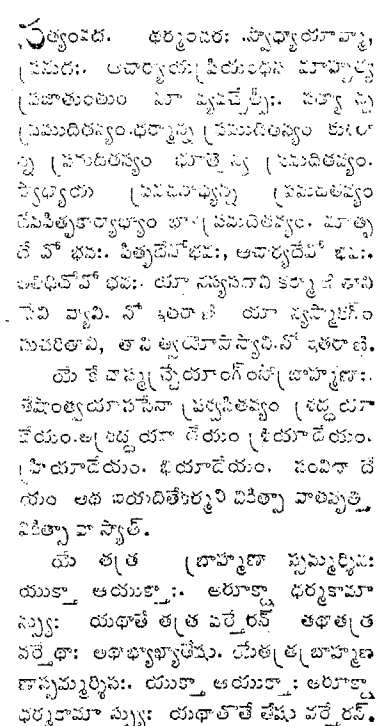 సత్యంవద. ధర్మంచర: స్వాధ్యాయాన్మా,
ప్రమదః. ఆచార్యాయ ప్రియంధన మాహృత్య
ప్రజాతంతుం మా వ్యవచ్ఛేత్సీః. సత్యా న్న
ప్రమదితవ్యం. ధర్మాన్న ప్రమదితవ్యం కుశలా
న్న ప్రమదితవ్యం భూత్యై న్న ప్రమదితవ్యం.
స్వాధ్యాయ ప్రవచనాభ్యన్న ప్రమదితవ్యం
దేవపితృకార్యాభ్యాం ప్రమదితవ్యం. మాతృ
దే వో భవః. పితృదేవోభవః, ఆచార్యదేవో భవః.
అతిథిదేవో భవః. యా నవ్యనవాని కర్మాణి తాని
సేవి వ్యాని. నో ఇతరాణి యా న్యస్మాకగ్ం
సుచరితాని, తాని త్వయోపాస్యాని.నో ఇతరాణి.
యే కే చాస్మ చ్ఛ్రేయాంగ్ంసో బ్రాహ్మణాః.
తేషాంత్వయాసనేనా ప్రశ్వసితవ్యం శ్రద్ధయా
దేయం.అశ్రద్ధయా దేయం శ్రియాదేయం.
హ్రియాదేయం. భియాదేయం. సంవిదా దే
యం అథ యదితేకర్మవి చికిత్సా వాతవృత్తి
విచికిత్సా వా స్యాత్.
యే తత్ర బ్రాహ్మణా స్సమ్మర్శినః
యుక్తా ఆయుక్తాః. అరూక్షా ధర్మకామా
స్స్యుః యథాతే తత్ర వర్తేరన్ తథాతత్ర
వర్తేథాః అథాభ్యాఖ్యాతేషు. యేతత్ర బ్రాహ్మణ
ణాస్సమ్మర్శినః. యుక్తా ఆయుక్తాః అరూక్షా
ధర్మకామా స్స్యుః యథాతేతే తేషు వర్తేరన్.